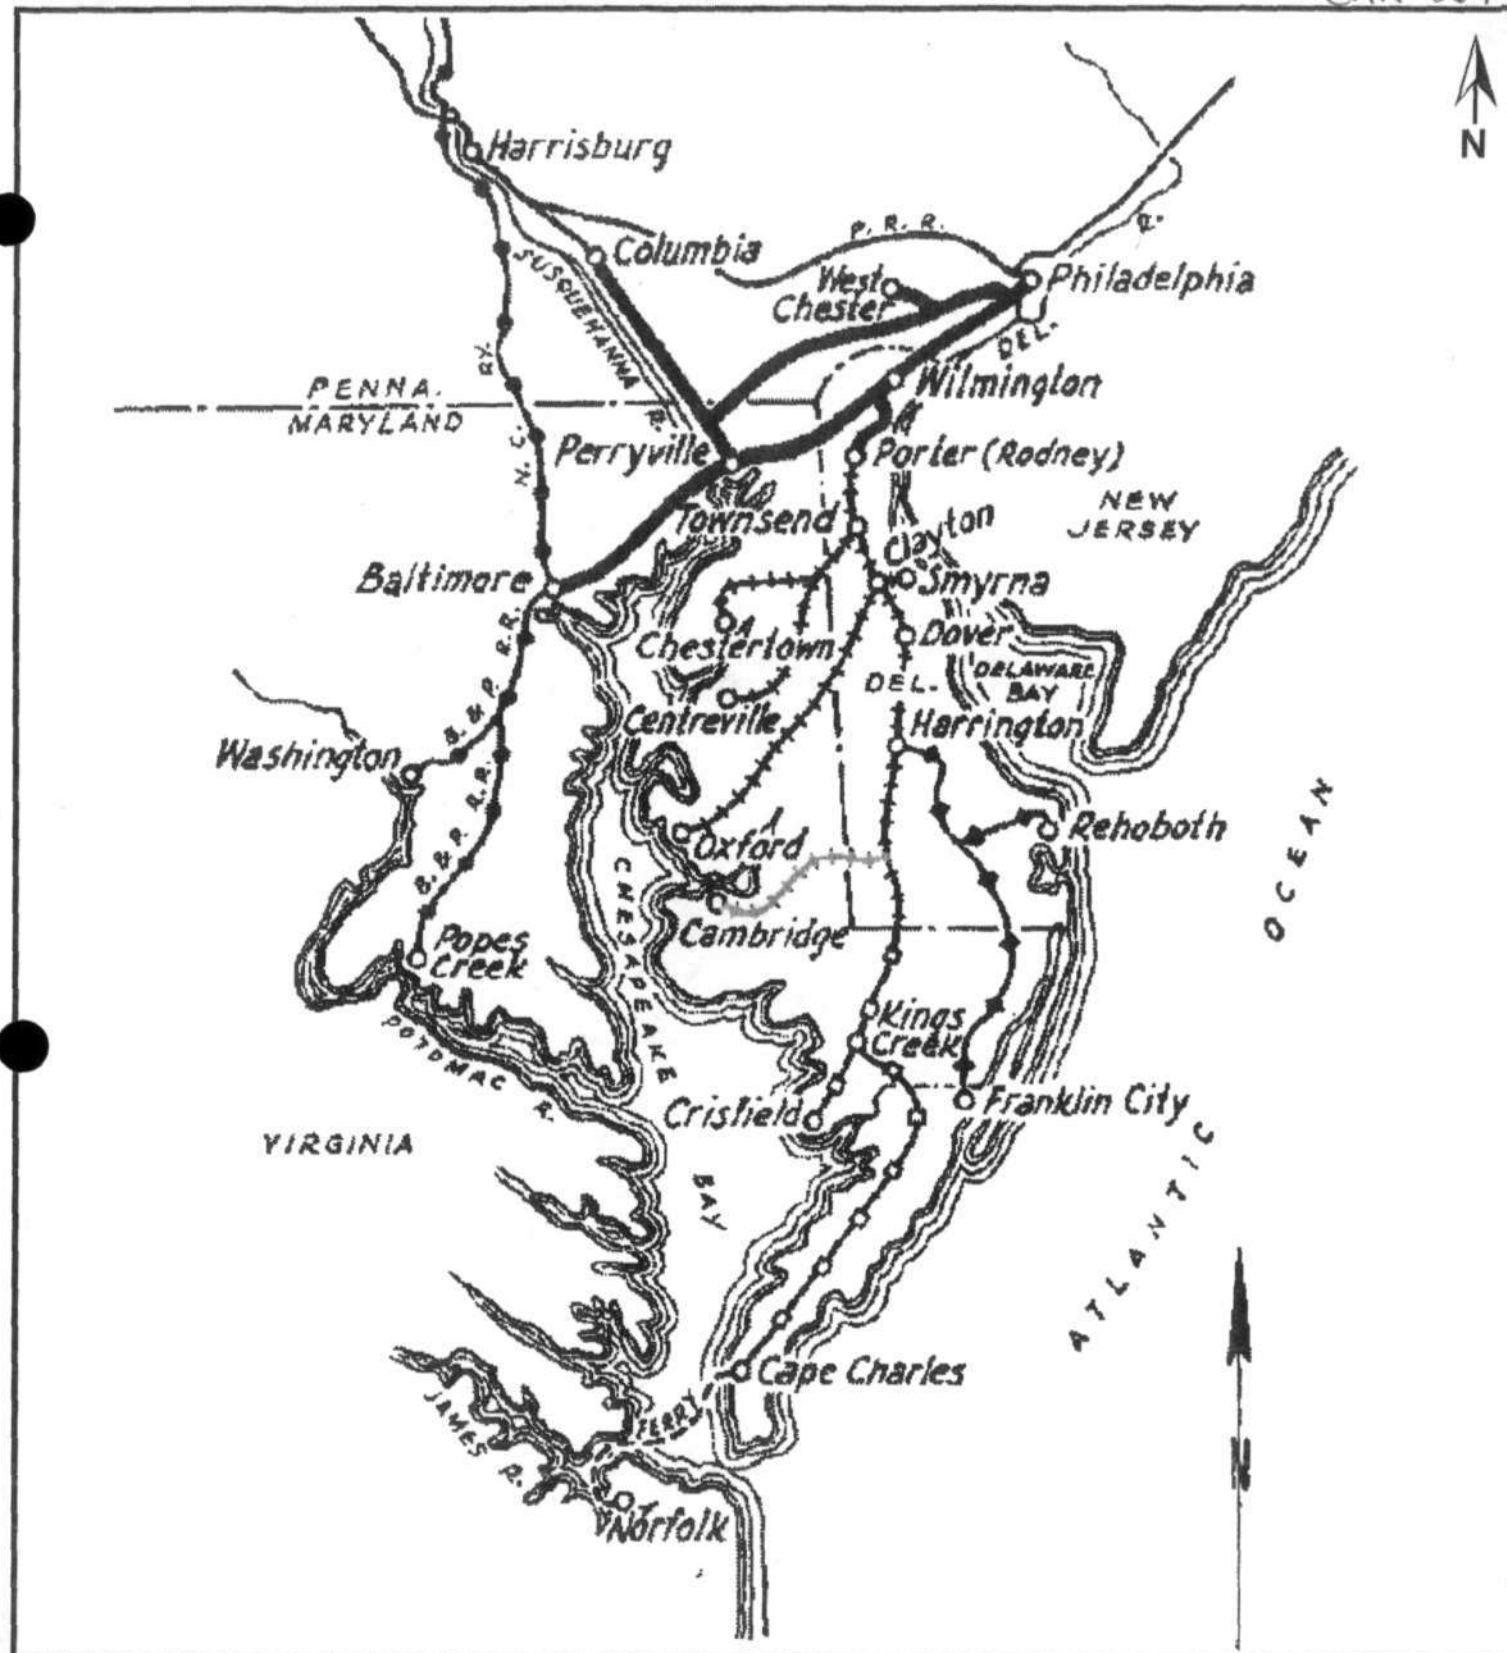 N
Harrisburg
Columbia
P. R. R.
R.
West
Chester
Philadelphia
SUSQUEHANNA R.
DEL.
RY.
N. C.
PENNA.
MARYLAND
Wilmington
Perryville
Porter (Rodney)
NEW
JERSEY
Townsend
Clayton
Baltimore
Smyrna
Chestertown
Dover
DEL.
DELAWARE
BAY
B. & P. R.R.
Centreville
Harrington
Washington
B. & P. R.R.
Oxford
Rehoboth
OCEAN
CHESAPEAKE
Cambridge
Popes
Creek
Kings
Creek
POTOMAC R.
Crisfield
Franklin City
VIRGINIA
BAY
ATLANTIC
Cape Charles
FERRY
JAMES R.
N
Norfolk